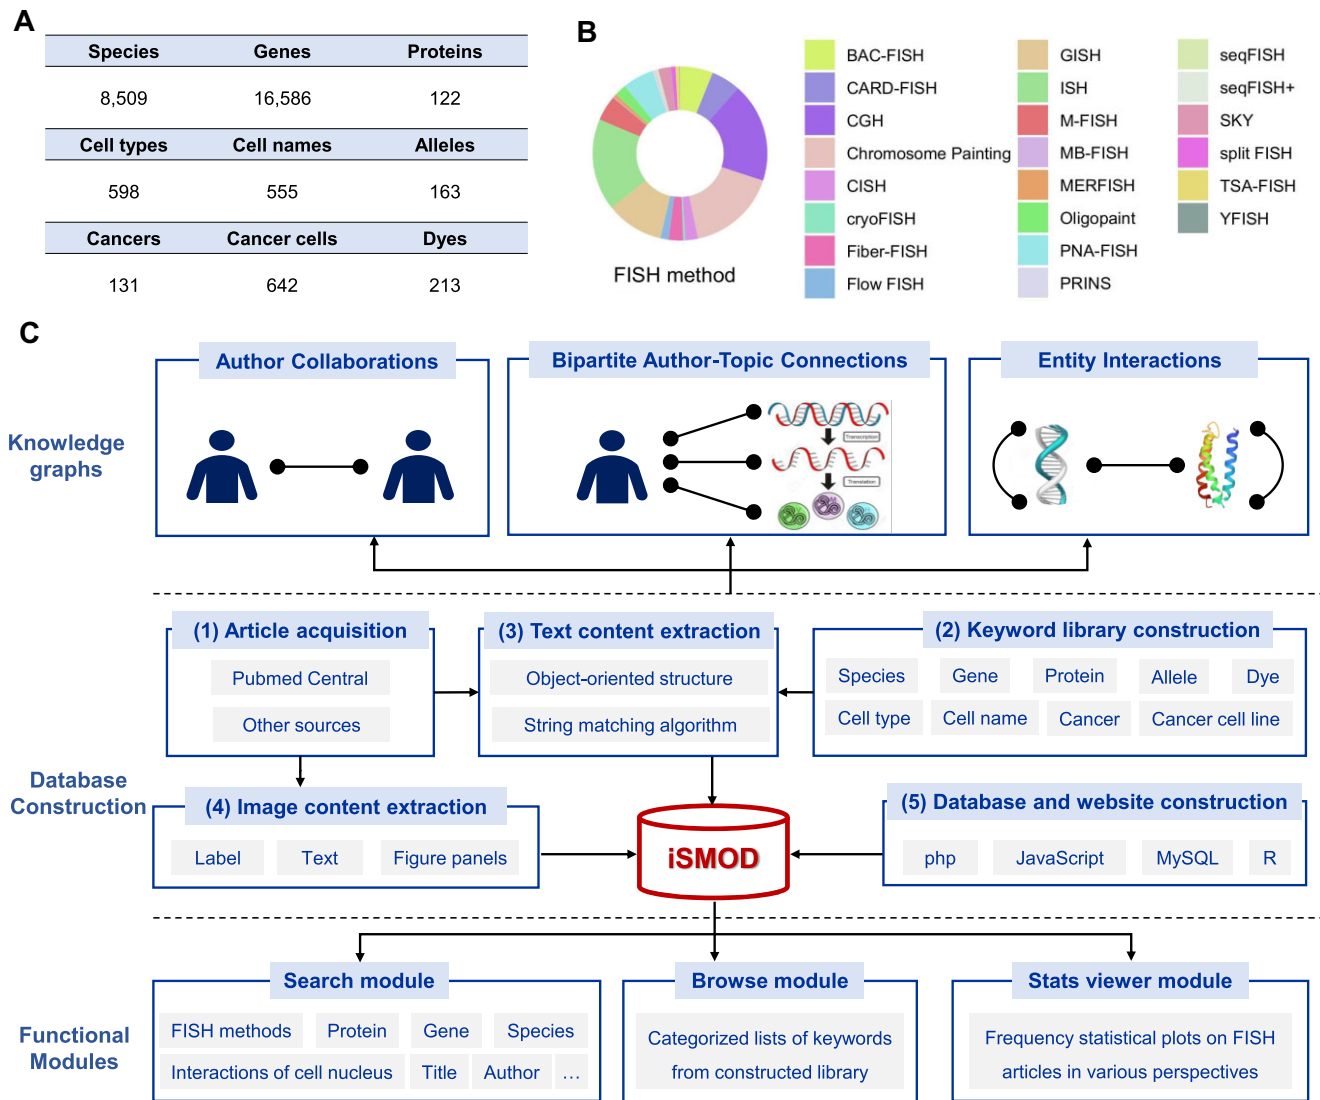 A
Species Genes Proteins
8,509 16,586 122
Cell types Cell names Alleles
598 555 163
Cancers Cancer cells Dyes
131 642 213
B
FISH method
BAC-FISH
CARD-FISH
CGH
Chromosome Painting
CISH
cryoFISH
Fiber-FISH
Flow FISH
GISH
ISH
M-FISH
MB-FISH
MERFISH
Oligopaint
PNA-FISH
PRINS
seqFISH
seqFISH+
SKY
split FISH
TSA-FISH
YFISH
C
Knowledge
graphs
Author Collaborations
Bipartite Author-Topic Connections
Transcription
Translation
Entity Interactions
Database
Construction
(1) Article acquisition
Pubmed Central
Other sources
(3) Text content extraction
Object-oriented structure
String matching algorithm
(2) Keyword library construction
Species Gene Protein Allele Dye
Cell type Cell name Cancer Cancer cell line
(4) Image content extraction
Label Text Figure panels
iSMOD
(5) Database and website construction
php JavaScript MySQL R
Functional
Modules
Search module
FISH methods Protein Gene Species
Interactions of cell nucleus Title Author ...
Browse module
Categorized lists of keywords
from constructed library
Stats viewer module
Frequency statistical plots on FISH
articles in various perspectives